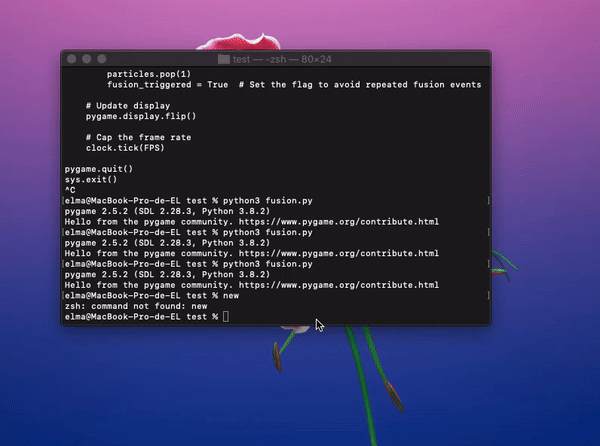 test — -zsh — 80×24
particles.pop(1)
fusion_triggered = True  # Set the flag to avoid repeated fusion events
# Update display
pygame.display.flip()
# Cap the frame rate
clock.tick(FPS)
pygame.quit()
sys.exit()
^C
[elma@MacBook-Pro-de-EL test % python3 fusion.py ]
pygame 2.5.2 (SDL 2.28.3, Python 3.8.2)
Hello from the pygame community. https://www.pygame.org/contribute.html
[elma@MacBook-Pro-de-EL test % python3 fusion.py ]
pygame 2.5.2 (SDL 2.28.3, Python 3.8.2)
Hello from the pygame community. https://www.pygame.org/contribute.html
[elma@MacBook-Pro-de-EL test % python3 fusion.py ]
pygame 2.5.2 (SDL 2.28.3, Python 3.8.2)
Hello from the pygame community. https://www.pygame.org/contribute.html
[elma@MacBook-Pro-de-EL test % new ]
zsh: command not found: new
elma@MacBook-Pro-de-EL test %